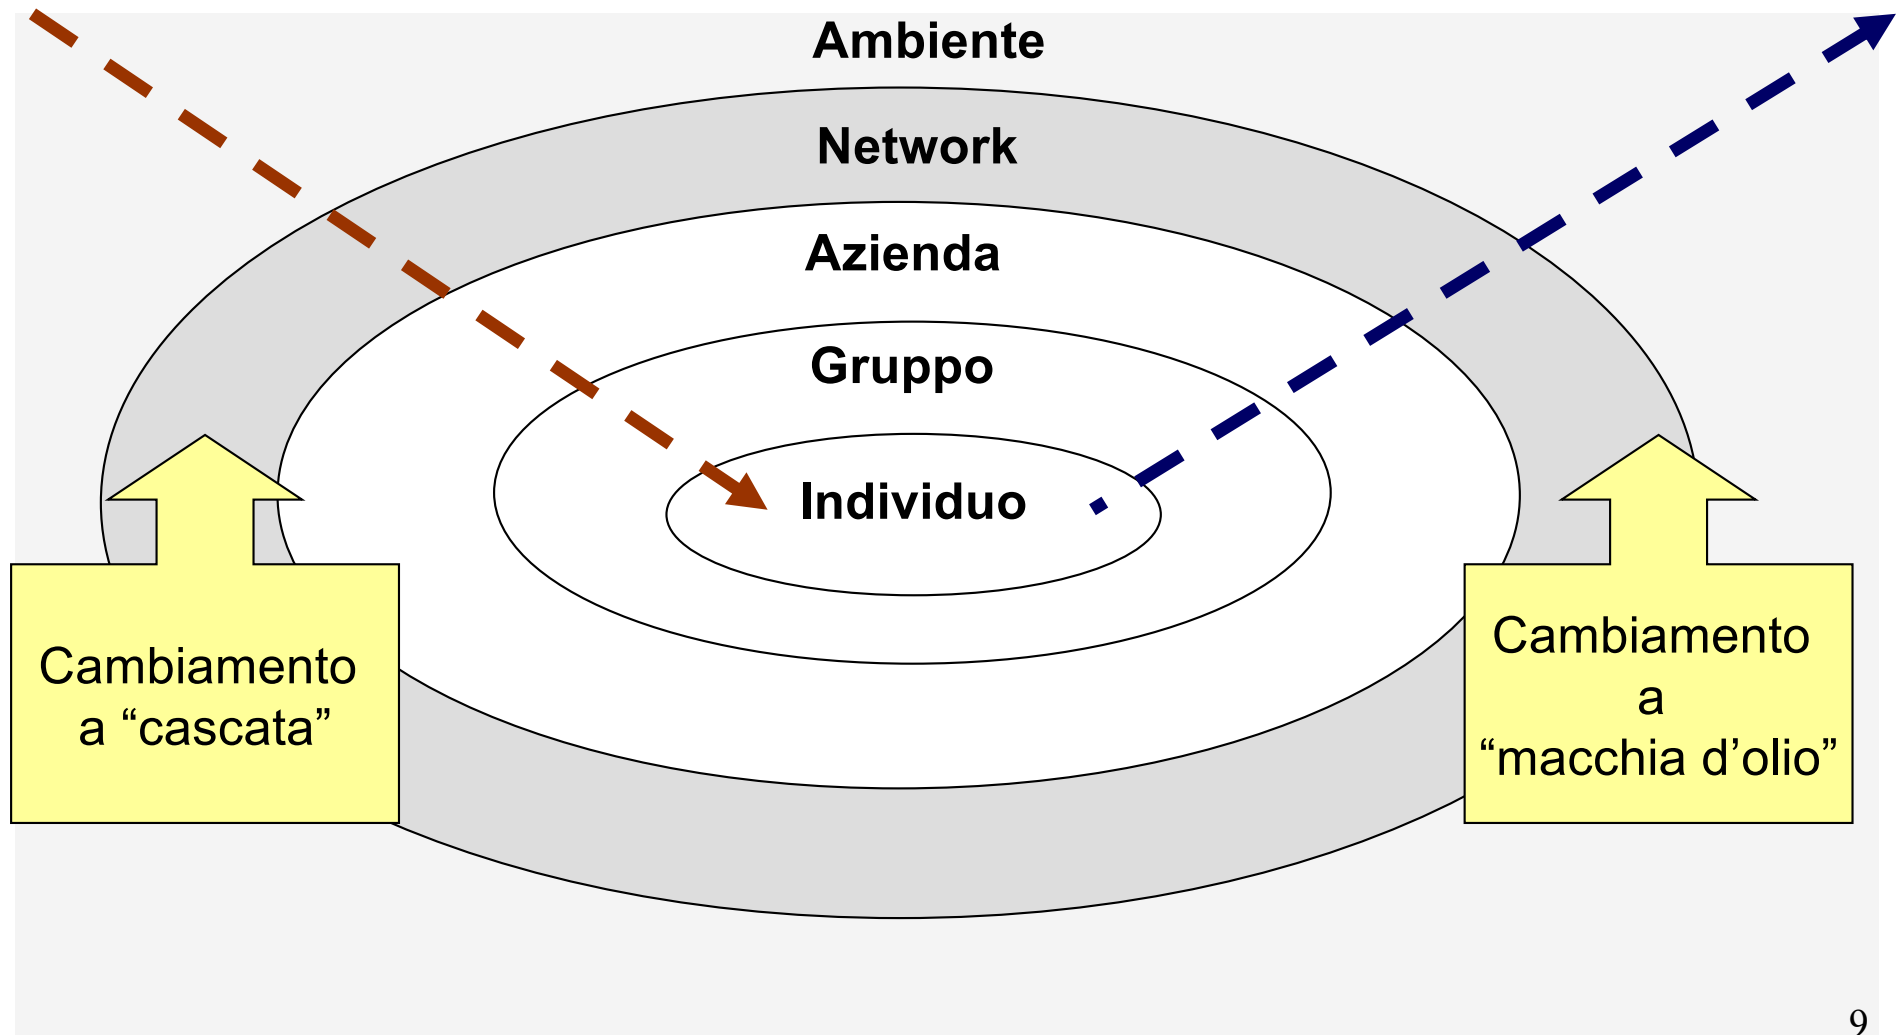 Ambiente
Network
Azienda
Gruppo
Individuo
Cambiamento
a “cascata”
Cambiamento
a
“macchia d’olio”
9